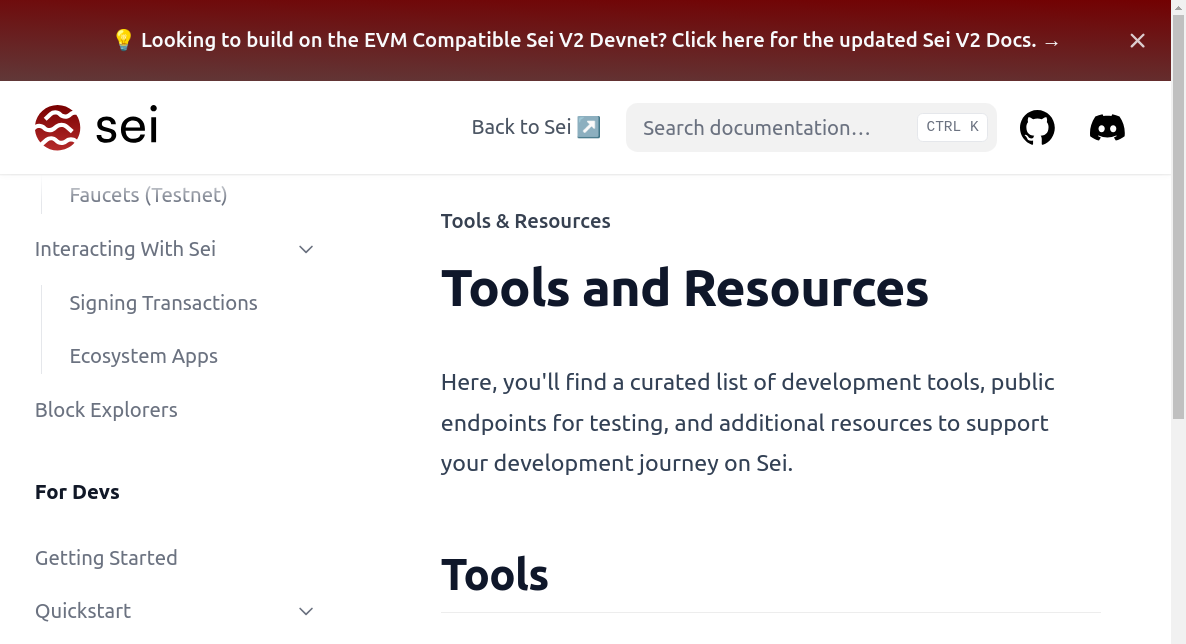 💡 Looking to build on the EVM Compatible Sei V2 Devnet? Click here for the updated Sei V2 Docs. →
sei
Back to Sei ↗️
Search documentation…
CTRL K
Faucets (Testnet)
Interacting With Sei
Signing Transactions
Ecosystem Apps
Block Explorers
For Devs
Getting Started
Quickstart
Tools & Resources
Tools and Resources
Here, you'll find a curated list of development tools, public
endpoints for testing, and additional resources to support
your development journey on Sei.
Tools